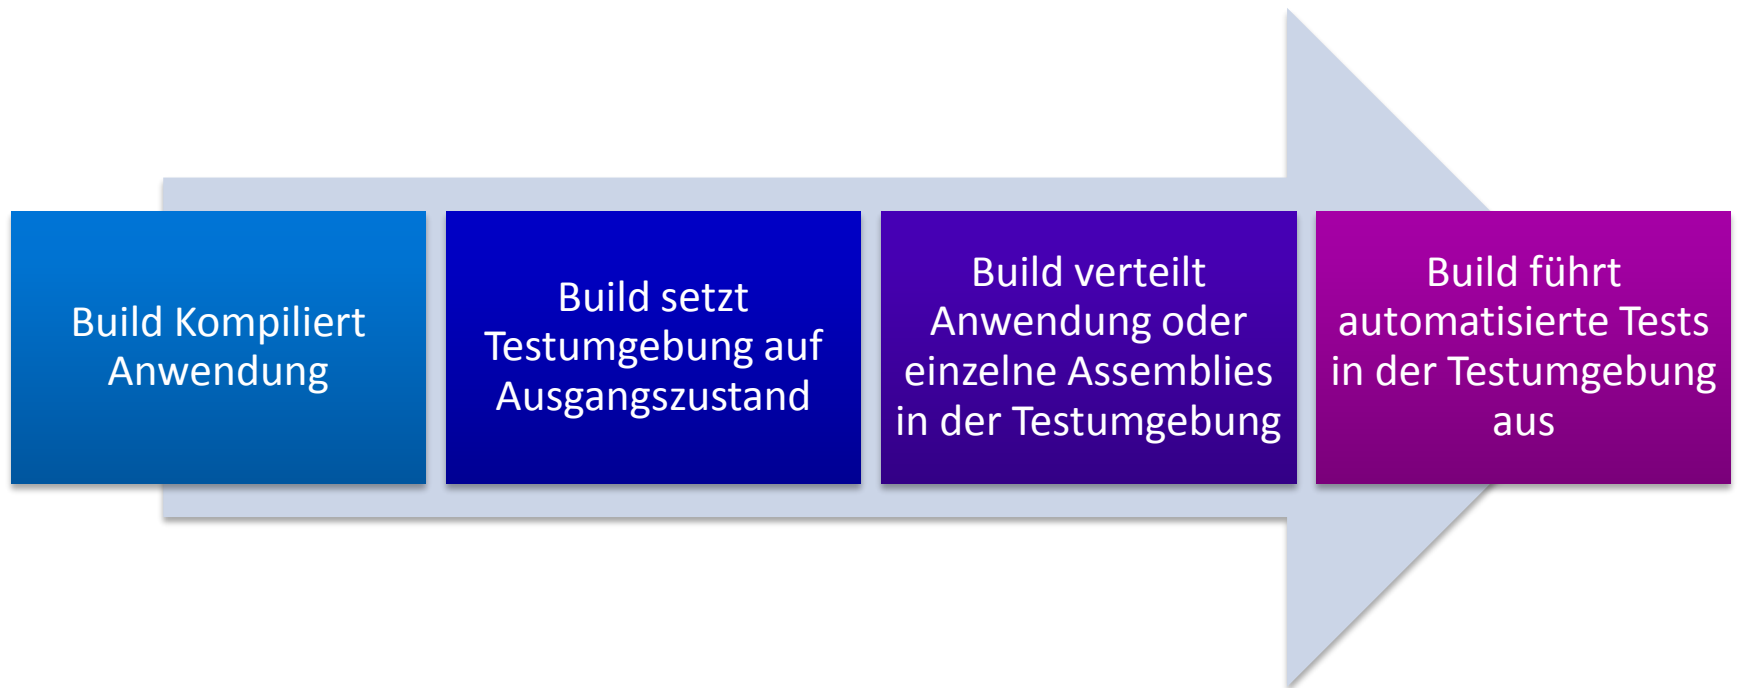 Build Kompiliert
Anwendung
Build setzt
Testumgebung auf
Ausgangszustand
Build verteilt
Anwendung oder
einzelne Assemblies
in der Testumgebung
Build führt
automatisierte Tests
in der Testumgebung
aus